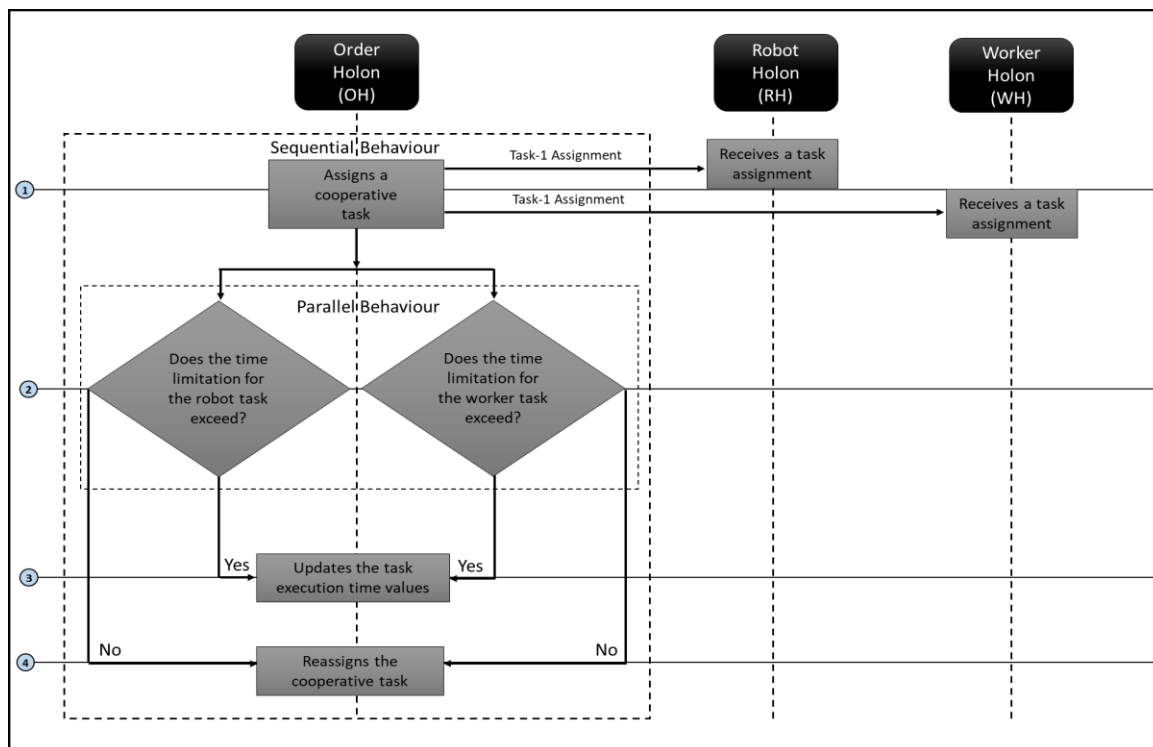 Order
Holon
(OH)
Robot
Holon
(RH)
Worker
Holon
(WH)
Sequential Behaviour
Assigns a
cooperative
task
Task-1 Assignment
Receives a task
assignment
1
Task-1 Assignment
Receives a task
assignment
Parallel Behaviour
2
Does the time
limitation for
the robot task
exceed?
Does the time
limitation for
the worker task
exceed?
3
Yes
Updates the task
execution time values
Yes
4
No
Reassigns the
cooperative task
No